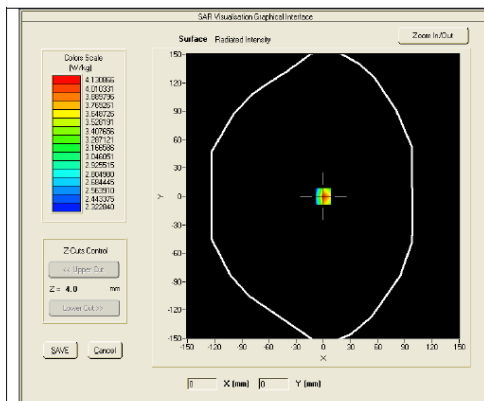 SAR Visualisation Graphical Interface
Surface Radiated Intensity
Zoom In/Out
Colors Scale
(W/kg)
4.130866
4.010331
3.889796
3.769261
3.648726
3.528191
3.407656
3.287121
3.166586
3.046051
2.925515
2.804980
2.684445
2.563910
2.443375
2.322840
Z-Cuts Control
<< Upper Cut
Z = 4.0 mm
Lower Cut >>
SAVE
Cancel
150
120
90
60
30
0
-30
-60
-90
-120
-150
Y
-150 -120 -90 -60 -30 0 30 60 90 120 150
X
0 X (mm) 0 Y (mm)